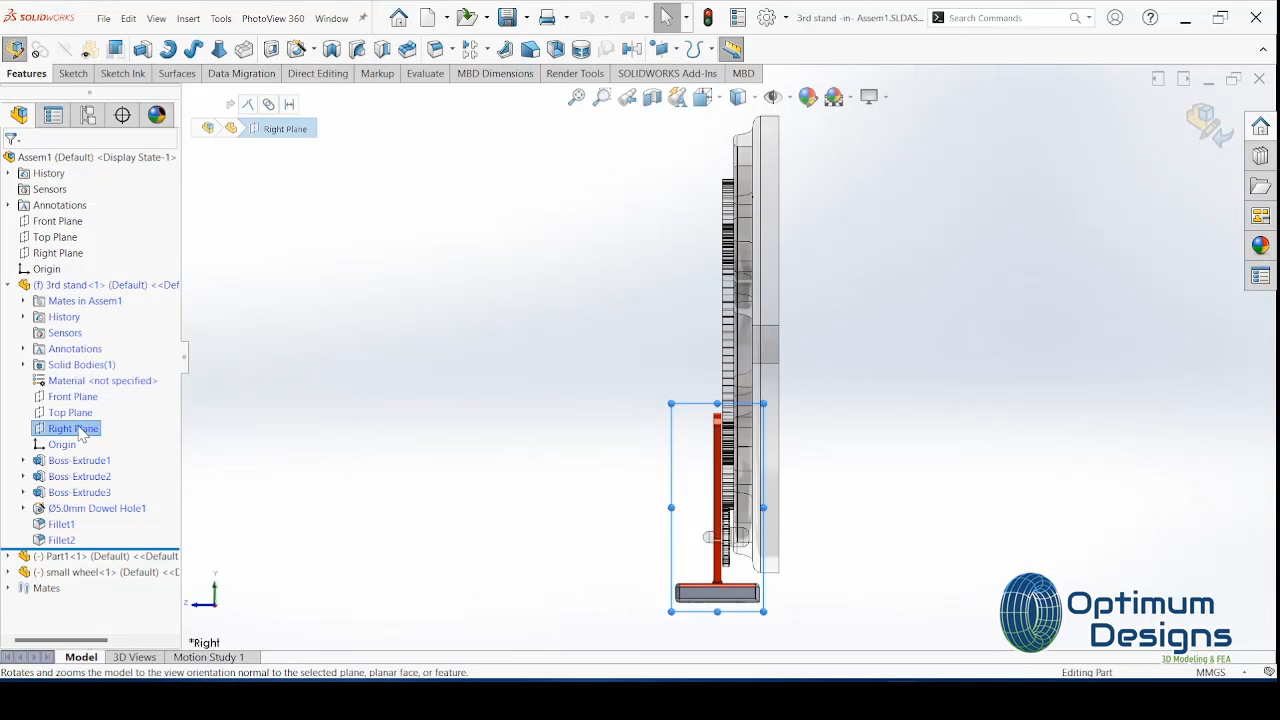 SOLIDWORKS
File Edit View Insert Tools PhotoView 360 Window
3rd stand -in- Assem1.SLDAS...
Search Commands
Features Sketch Sketch Ink Surfaces Data Migration Direct Editing Markup Evaluate MBD Dimensions Render Tools SOLIDWORKS Add-Ins MBD
Right Plane
Assem1 (Default) <Display State-1>
History
Sensors
Annotations
Front Plane
Top Plane
Right Plane
Origin
(f) 3rd stand<1> (Default) <<Def
Mates in Assem1
History
Sensors
Annotations
Solid Bodies(1)
Material <not specified>
Front Plane
Top Plane
Right Plane
Origin
Boss-Extrude1
Boss-Extrude2
Boss-Extrude3
Ø5.0mm Dowel Hole1
Fillet1
Fillet2
(-) Part1<1> (Default) <<Default
(-) small wheel<1> (Default) <<D
Mates
Y
Z
*Right
Optimum
Designs
3D Modeling & FEA
Model 3D Views Motion Study 1
Rotates and zooms the model to the view orientation normal to the selected plane, planar face, or feature.
Editing Part
MMGS